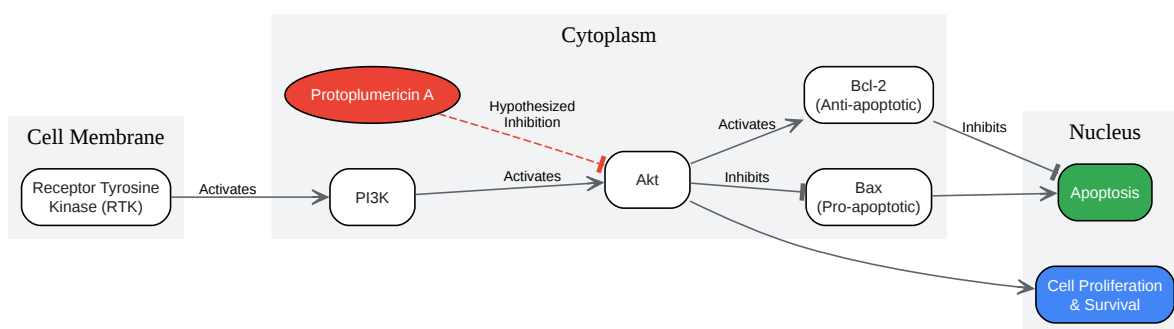 Cytoplasm
Protoplumericin A
Hypothesized
Inhibition
Bcl-2
(Anti-apoptotic)
Activates
Inhibits
Cell Membrane
Nucleus
Receptor Tyrosine
Kinase (RTK)
Activates
PI3K
Activates
Akt
Inhibits
Bax
(Pro-apoptotic)
Apoptosis
Cell Proliferation
& Survival